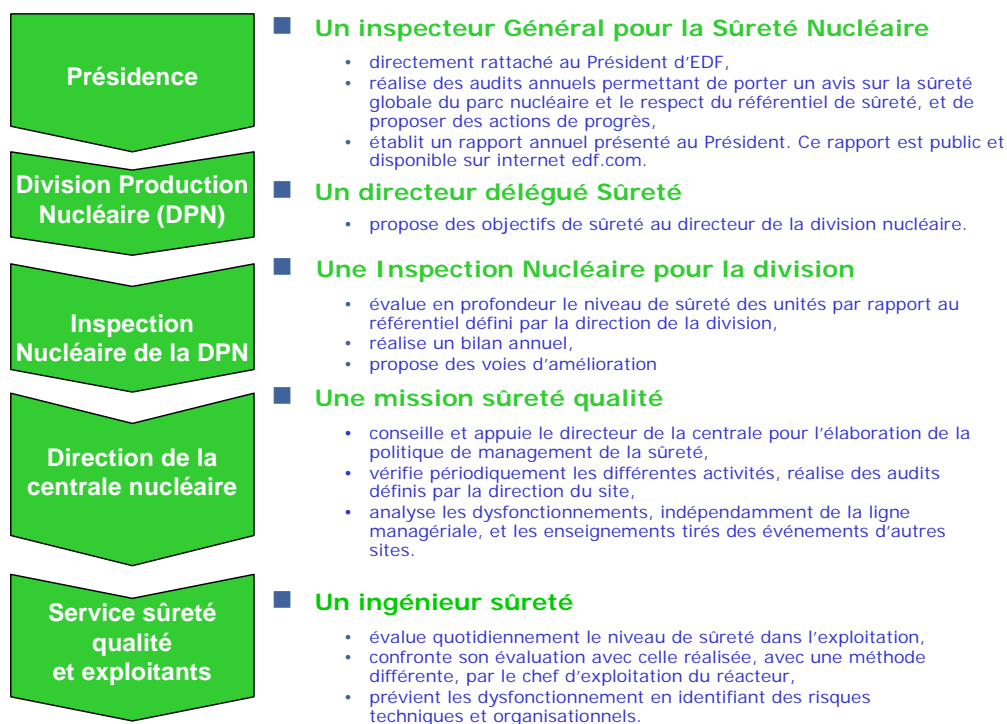 Présidence
Un inspecteur Général pour la Sûreté Nucléaire
• directement rattaché au Président d'EDF,
• réalise des audits annuels permettant de porter un avis sur la sûreté
globale du parc nucléaire et le respect du référentiel de sûreté, et de
proposer des actions de progrès,
• établit un rapport annuel présenté au Président. Ce rapport est public et
disponible sur internet edf.com.
Division Production
Nucléaire (DPN)
Un directeur délégué Sûreté
• propose des objectifs de sûreté au directeur de la division nucléaire.
Inspection
Nucléaire de la DPN
Une Inspection Nucléaire pour la division
• évalue en profondeur le niveau de sûreté des unités par rapport au
référentiel défini par la direction de la division,
• réalise un bilan annuel,
• propose des voies d'amélioration
Direction de la
centrale nucléaire
Une mission sûreté qualité
• conseille et appuie le directeur de la centrale pour l'élaboration de la
politique de management de la sûreté,
• vérifie périodiquement les différentes activités, réalise des audits
définis par la direction du site,
• analyse les dysfonctionnements, indépendamment de la ligne
managériale, et les enseignements tirés des événements d'autres
sites.
Service sûreté
qualité
et exploitants
Un ingénieur sûreté
• évalue quotidiennement le niveau de sûreté dans l'exploitation,
• confronte son évaluation avec celle réalisée, avec une méthode
différente, par le chef d'exploitation du réacteur,
• prévient les dysfonctionnement en identifiant des risques
techniques et organisationnels.